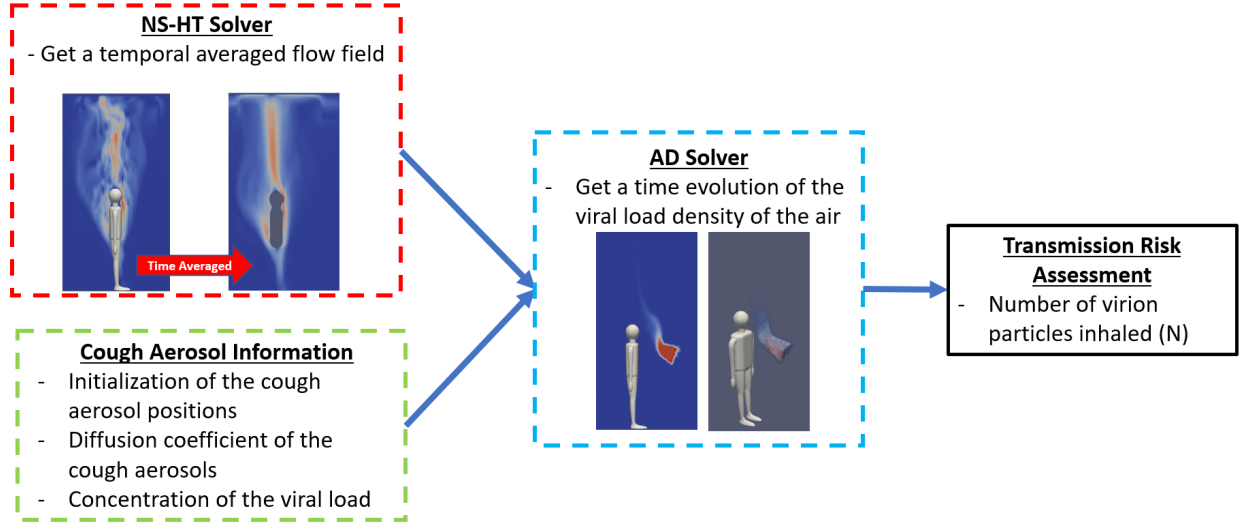 NS-HT Solver
- Get a temporal averaged flow field
Time Averaged
Cough Aerosol Information
- Initialization of the cough
aerosol positions
- Diffusion coefficient of the
cough aerosols
- Concentration of the viral load
AD Solver
- Get a time evolution of the
viral load density of the air
Transmission Risk
Assessment
- Number of virion
particles inhaled (N)